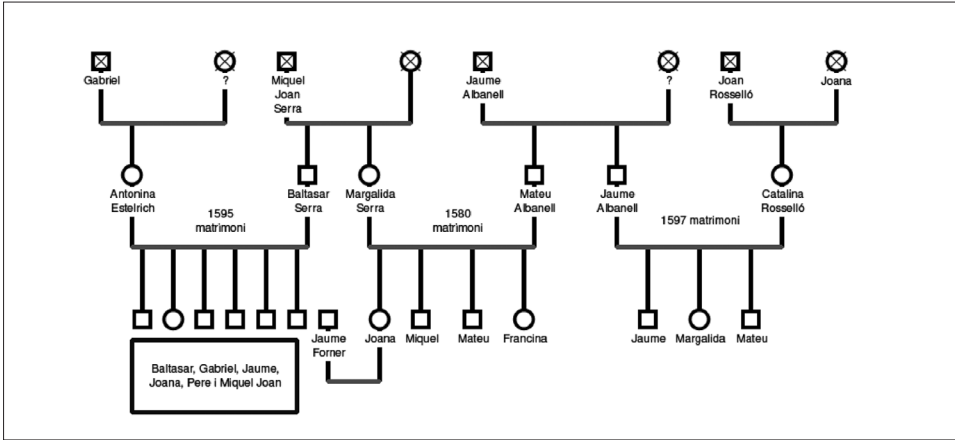 Gabriel
?
Miquel
Joan
Serra
Jaume
Albanell
?
Joan
Rosselló
Joana
Antonina
Estelrich
Baltasar
Serra
Margalida
Serra
Mateu
Albanell
Jaume
Albanell
Catalina
Rosselló
1595
matrimoni
1580
matrimoni
1597 matrimoni
Jaume
Forner
Joana
Miquel
Mateu
Francina
Jaume
Margalida
Mateu
Baltasar, Gabriel, Jaume,
Joana, Pere i Miquel Joan